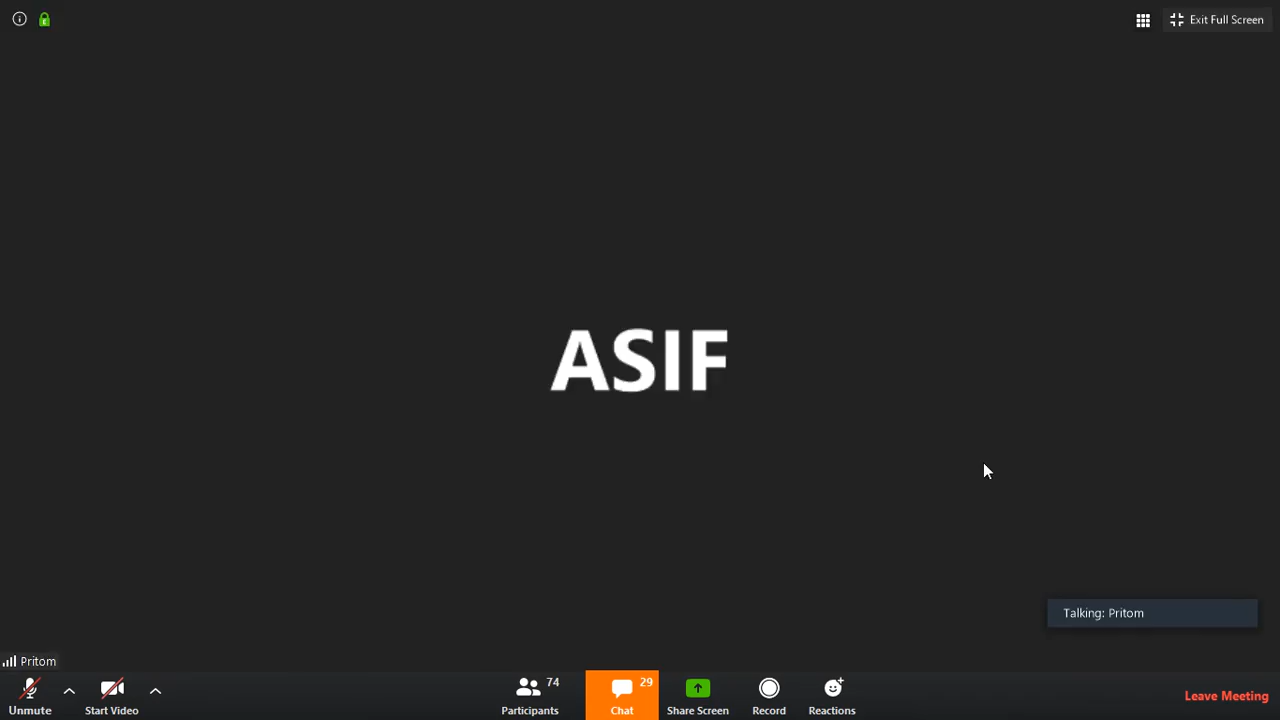 Exit Full Screen
ASIF
Talking: Pritom
Pritom
Unmute
Start Video
74
Participants
29
Chat
Share Screen
Record
Reactions
Leave Meeting